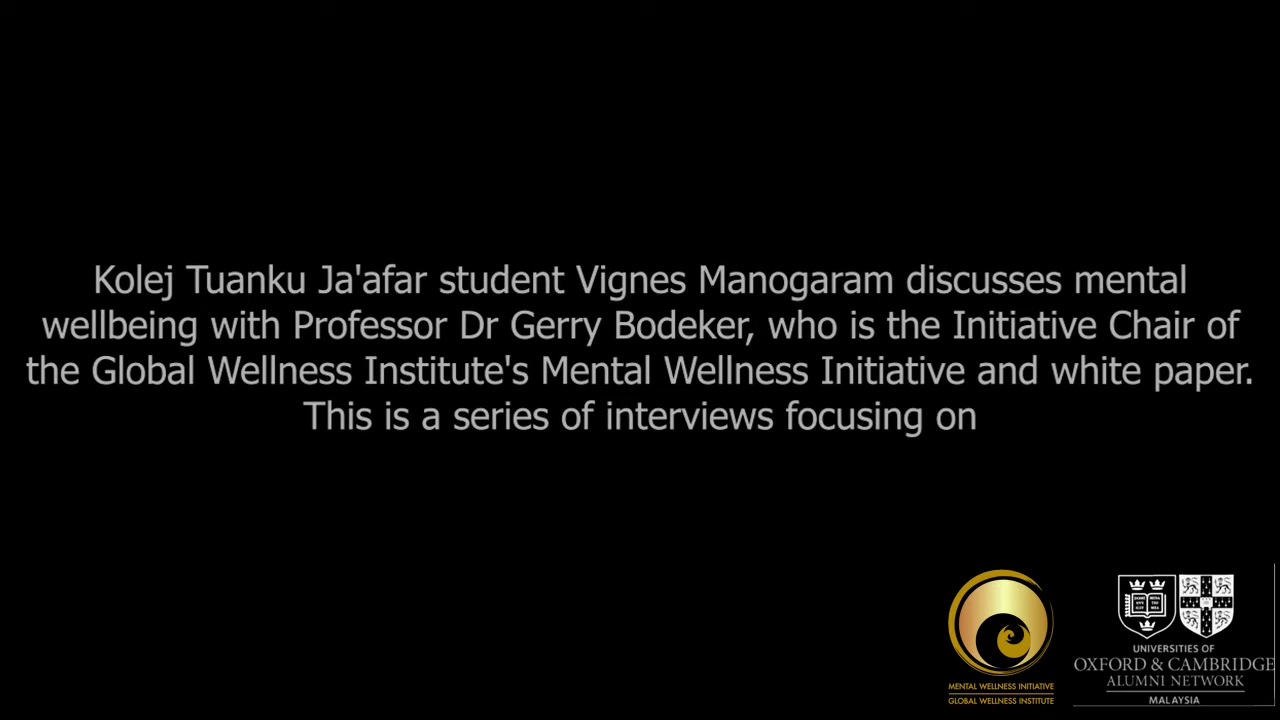 Kolej Tuanku Ja'afar student Vignes Manogaram discusses mental
wellbeing with Professor Dr Gerry Bodeker, who is the Initiative Chair of
the Global Wellness Institute's Mental Wellness Initiative and white paper.
This is a series of interviews focusing on
MENTAL WELLNESS INITIATIVE
GLOBAL WELLNESS INSTITUTE
UNIVERSITIES OF
OXFORD & CAMBRIDGE
ALUMNI NETWORK
MALAYSIA